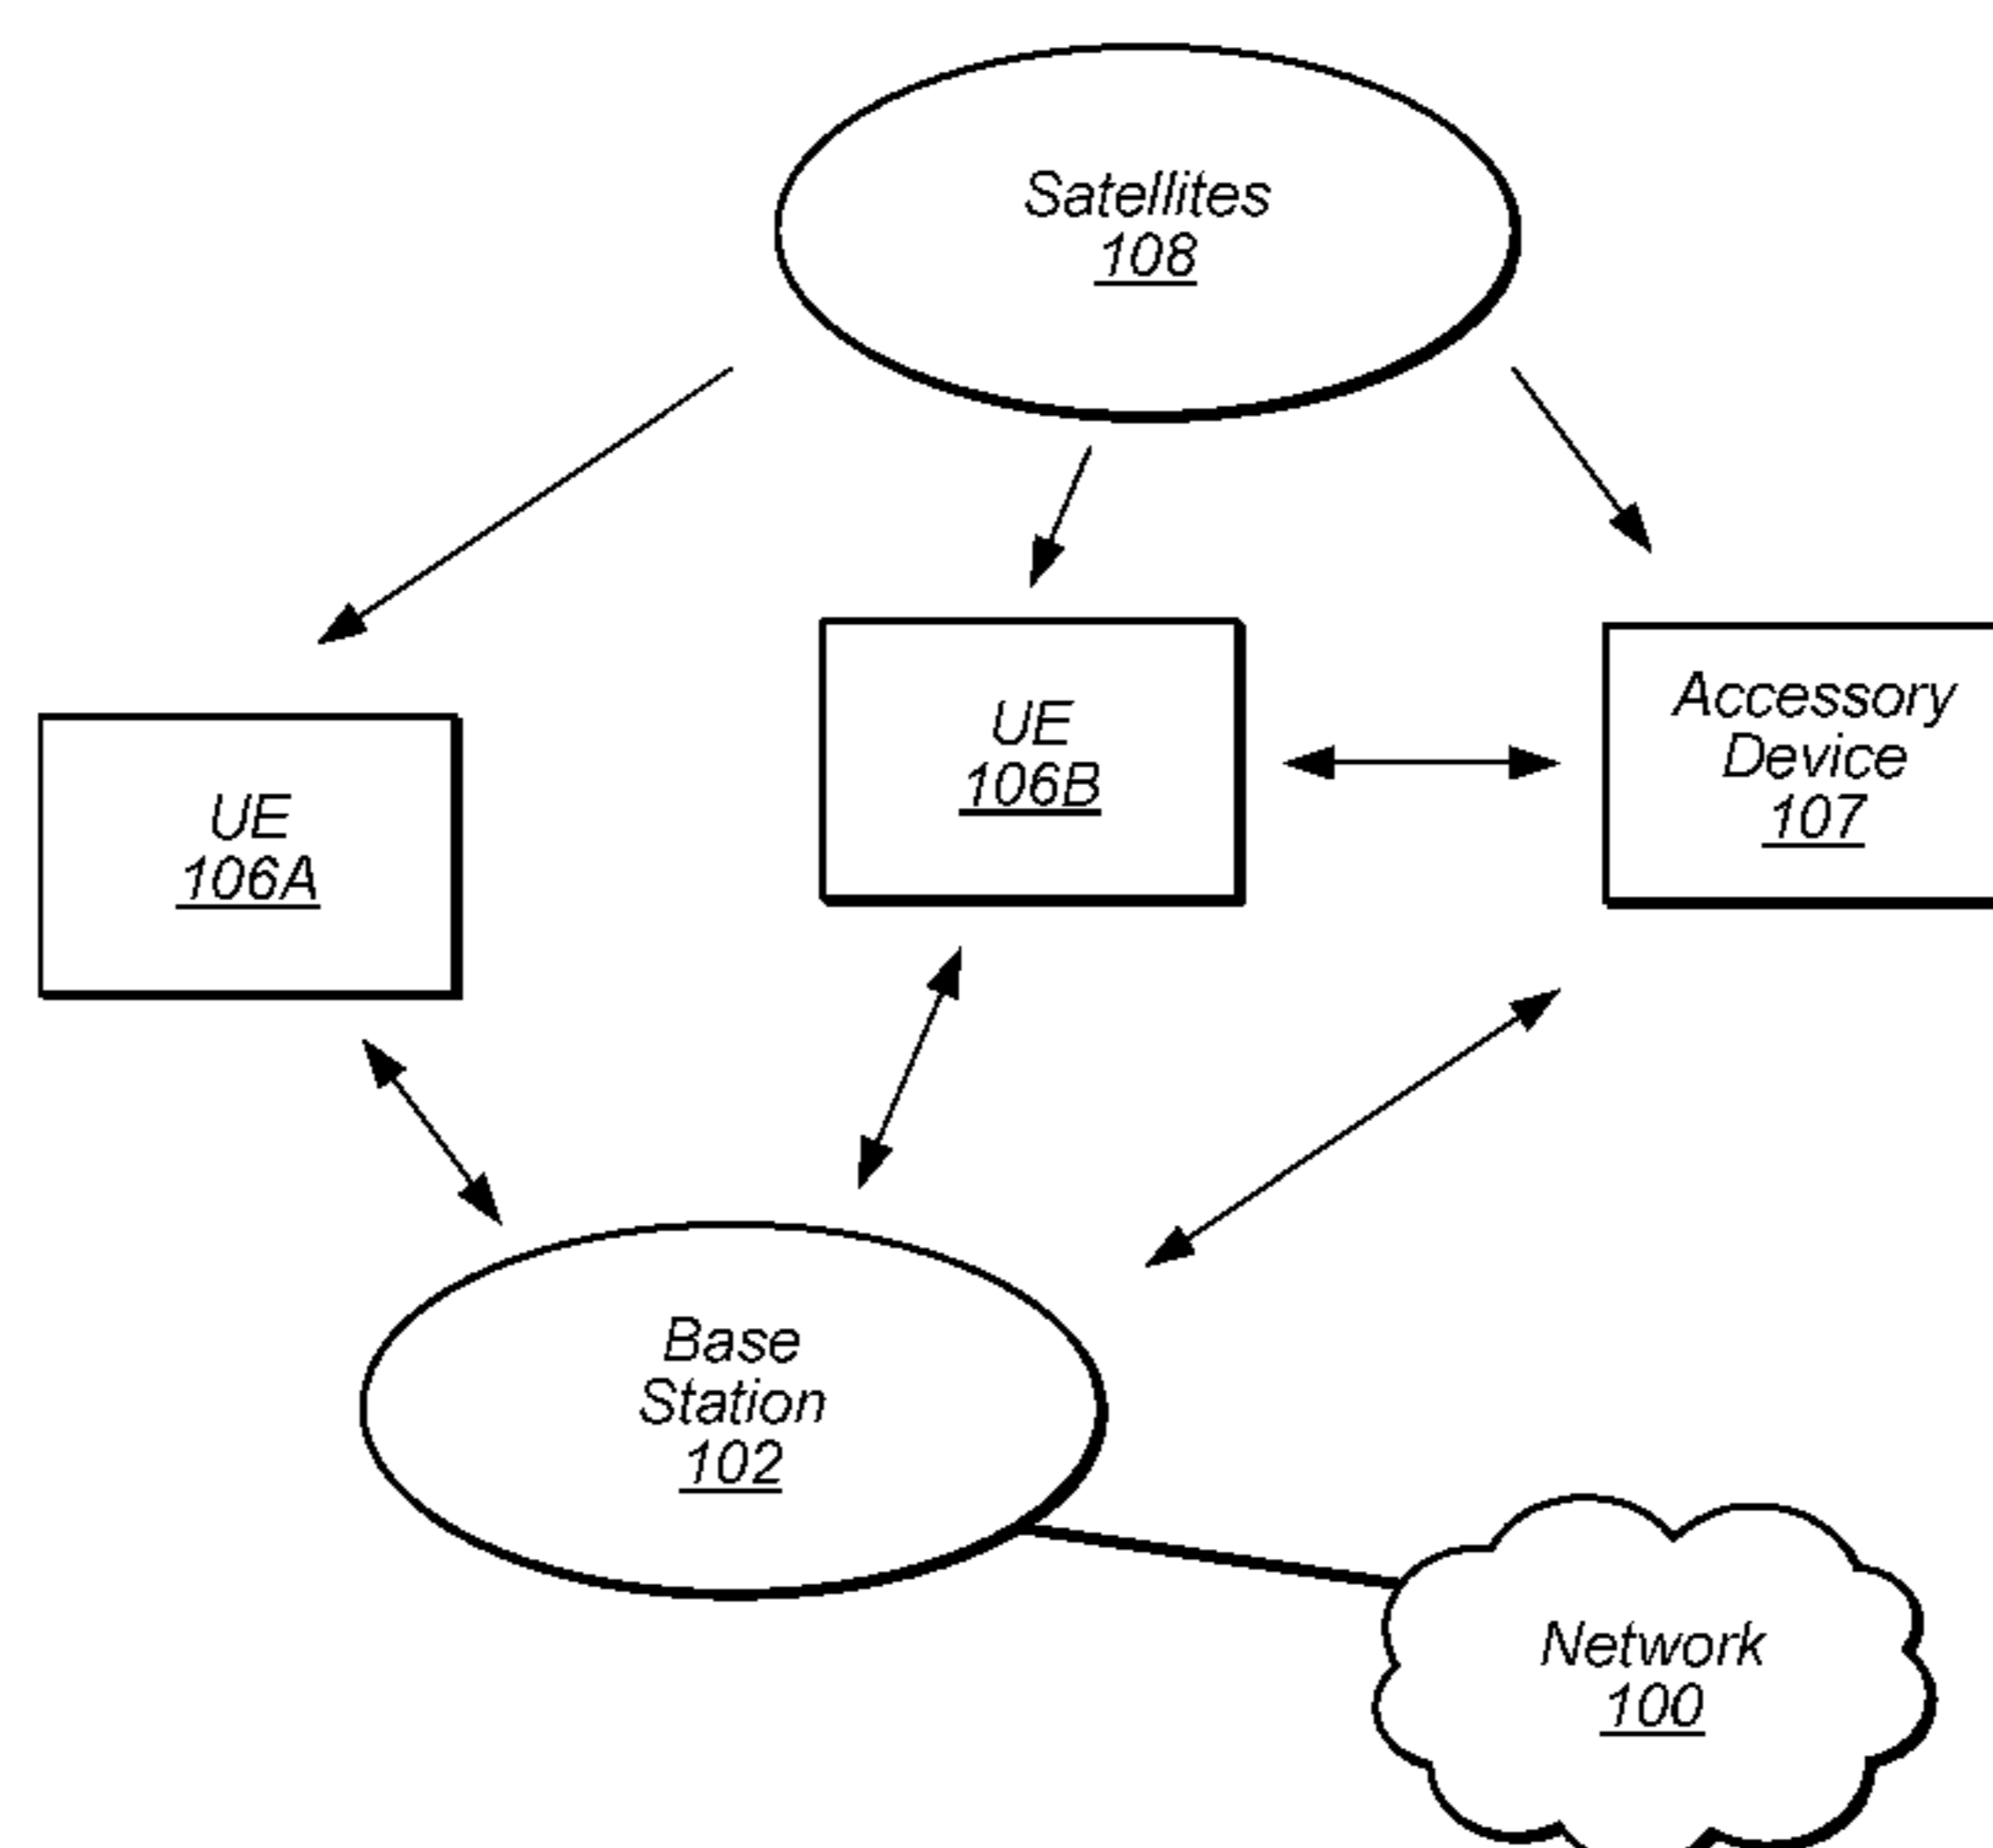 Satellites
108
UE
106A
UE
106B
Accessory
Device
107
Base
Station
102
Network
100